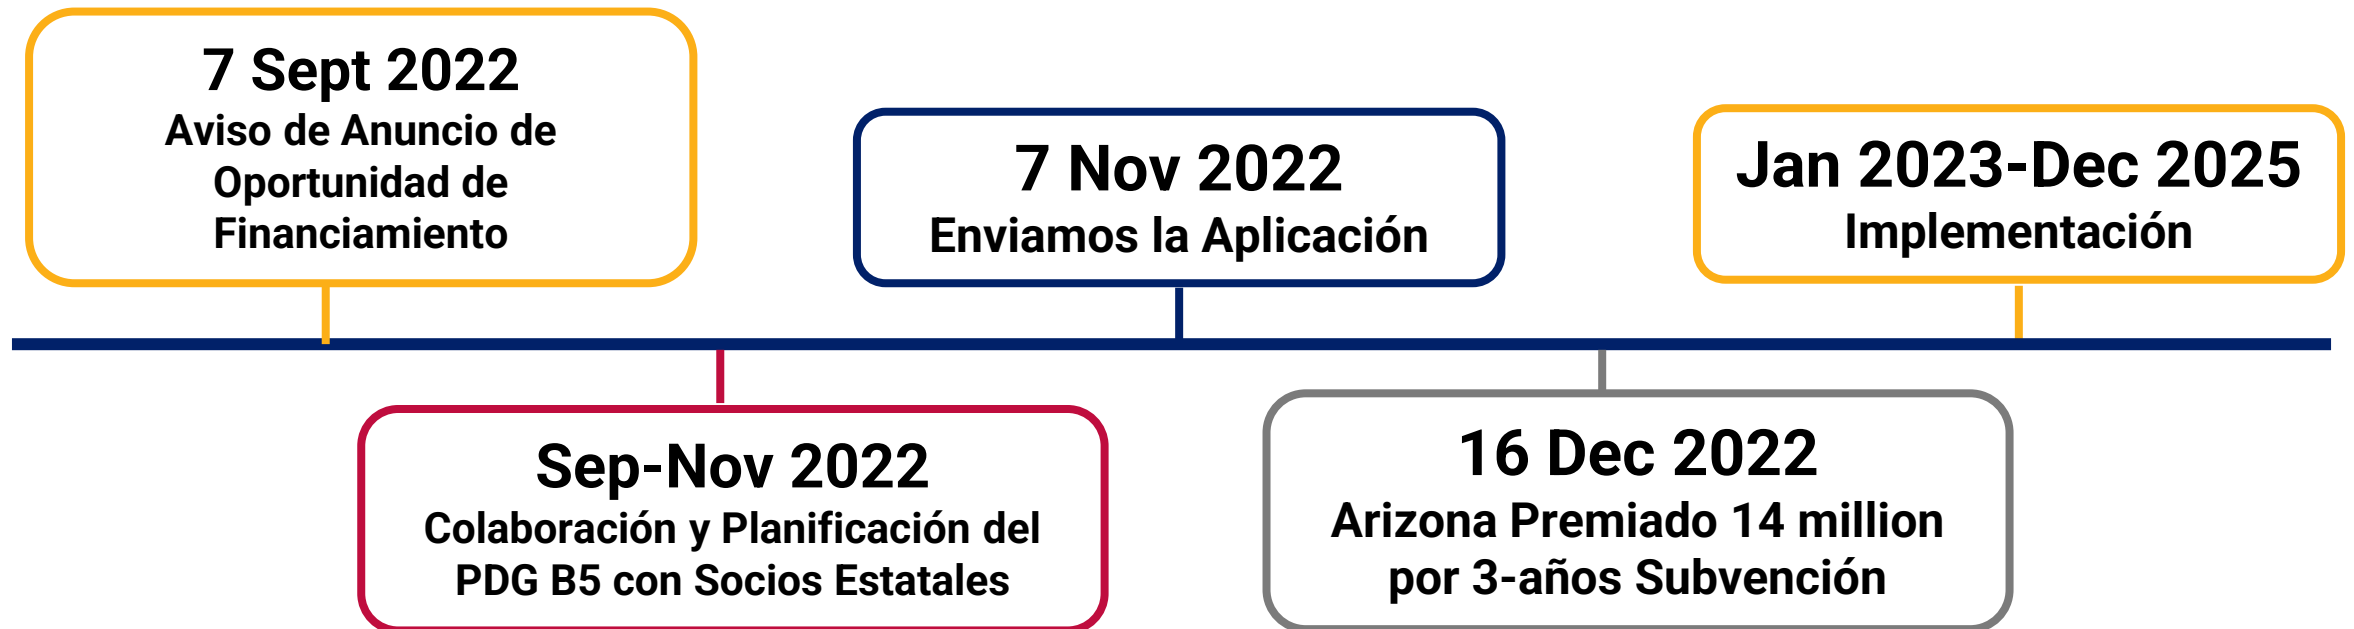 7 Sept 2022
Aviso de Anuncio de
Oportunidad de
Financiamiento
Sep-Nov 2022
Colaboración y Planificación del
PDG B5 con Socios Estatales
7 Nov 2022
Enviamos la Aplicación
16 Dec 2022
Arizona Premiado 14 million
por 3-años Subvención
Jan 2023-Dec 2025
Implementación